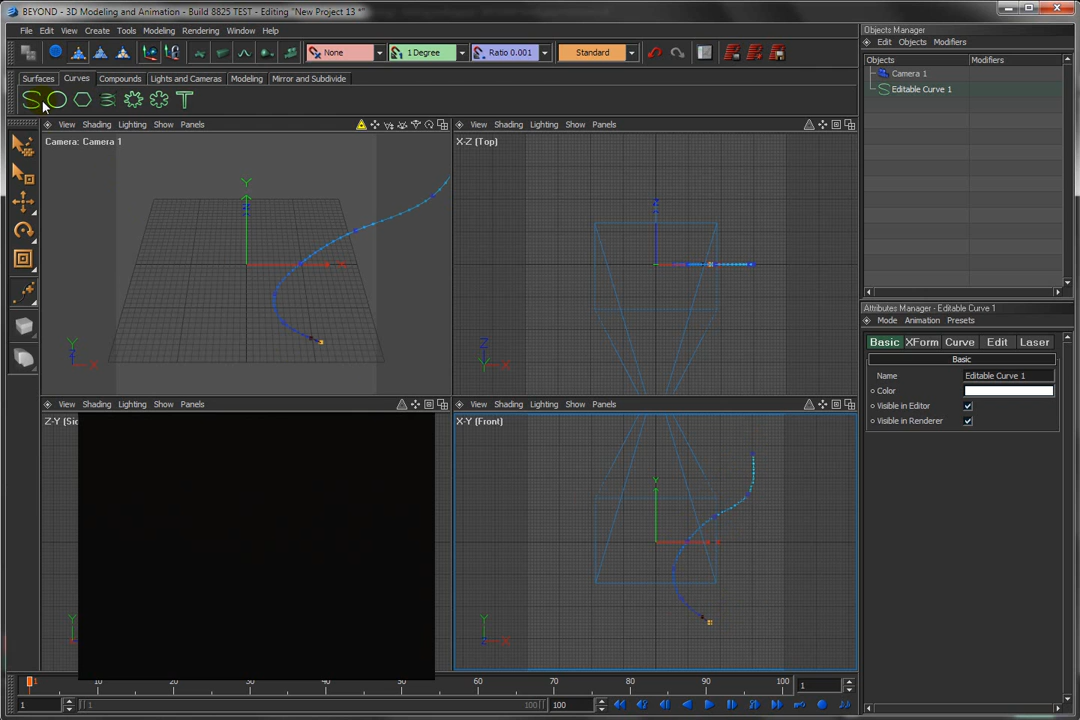 BEYOND - 3D Modeling and Animation - Build 8825 TEST - Editing "New Project 13 *"
File Edit View Create Tools Modeling Rendering Window Help
None 1 Degree Ratio 0.001 Standard
Surfaces Curves Compounds Lights and Cameras Modeling Mirror and Subdivide
View Shading Lighting Show Panels
Camera: Camera 1
Y
Z
X
Y
Z
X
View Shading Lighting Show Panels
X-Z (Top)
Z
Z
Y
X
View Shading Lighting Show Panels
Z-Y (Sid
Y
View Shading Lighting Show Panels
X-Y (Front)
Y
X
Y
Z
X
1 10 20 30 40 50 60 70 80 90 100
1
1 1 100 100
Objects Manager
Edit Objects Modifiers
Objects Modifiers
Camera 1
Editable Curve 1
Attributes Manager - Editable Curve 1
Mode Animation Presets
Basic XForm Curve Edit Laser
Basic
Name Editable Curve 1
Color
Visible in Editor
Visible in Renderer